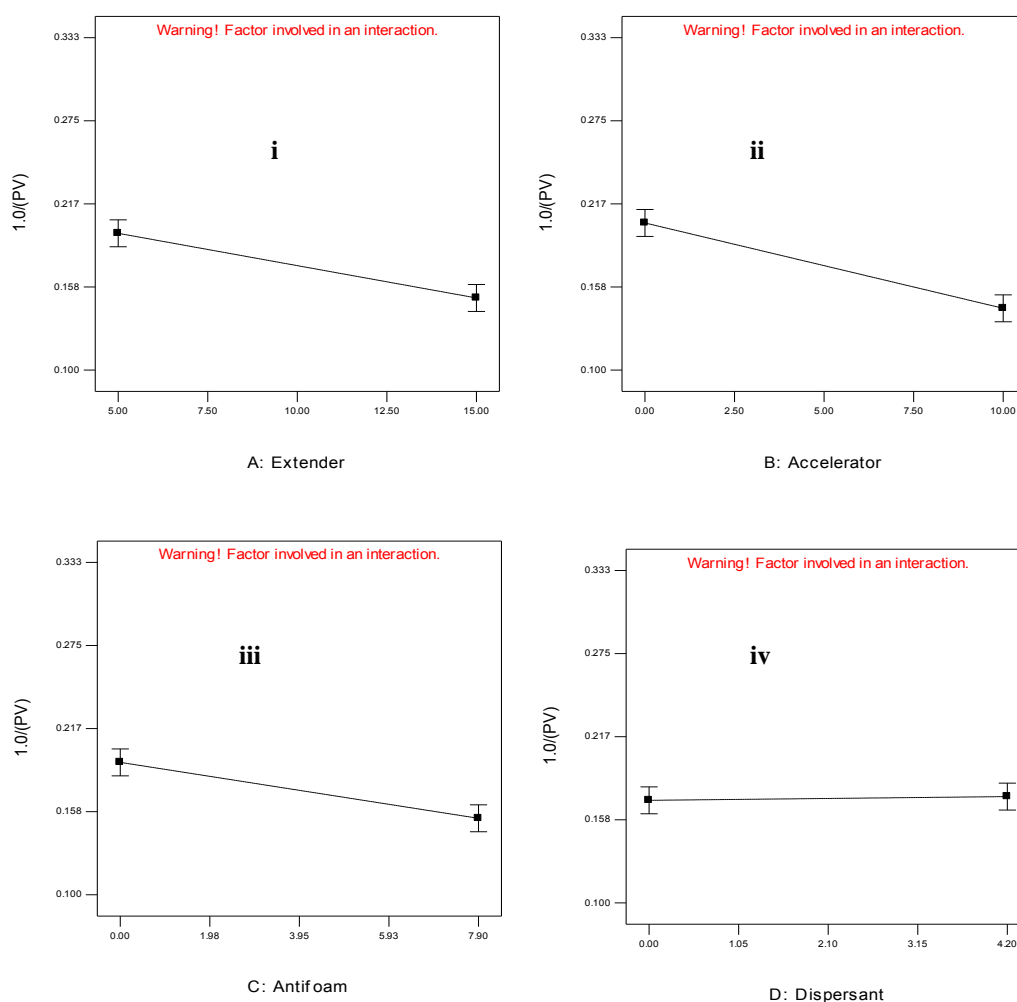 Warning! Factor involved in an interaction.
0.333
0.275
0.217
0.158
0.100
1.0/(PV)
i
5.00 7.50 10.00 12.50 15.00
A: Extender
Warning! Factor involved in an interaction.
0.333
0.275
0.217
0.158
0.100
1.0/(PV)
ii
0.00 2.50 5.00 7.50 10.00
B: Accelerator
Warning! Factor involved in an interaction.
0.333
0.275
0.217
0.158
0.100
1.0/(PV)
iii
0.00 1.98 3.95 5.93 7.90
C: Antifoam
Warning! Factor involved in an interaction.
0.333
0.275
0.217
0.158
0.100
1.0/(PV)
iv
0.00 1.05 2.10 3.15 4.20
D: Dispersant